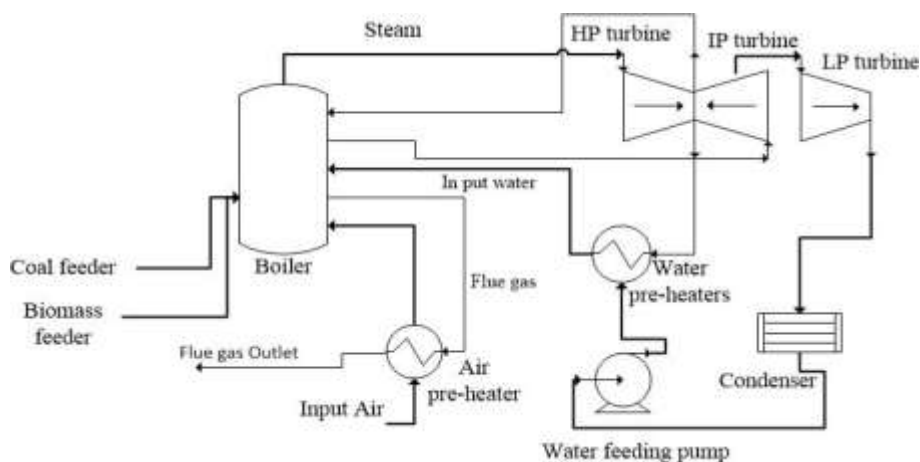 Steam
HP turbine
IP turbine
LP turbine
In put water
Coal feeder
Boiler
Flue gas
Water
pre-heaters
Biomass
feeder
Flue gas Outlet
Air
pre-heater
Condenser
Input Air
Water feeding pump